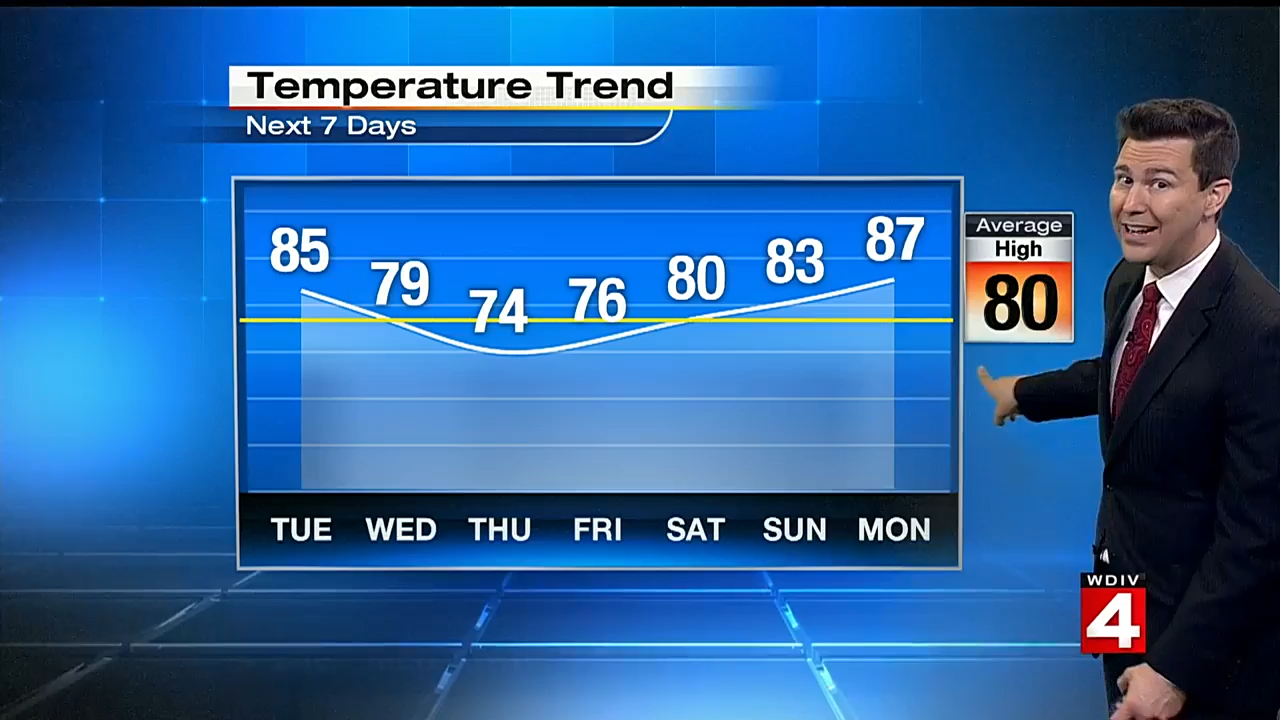 Temperature Trend
Next 7 Days
85 79 74 76 80 83 87
Average
High
80
TUE WED THU FRI SAT SUN MON
WDIV
4